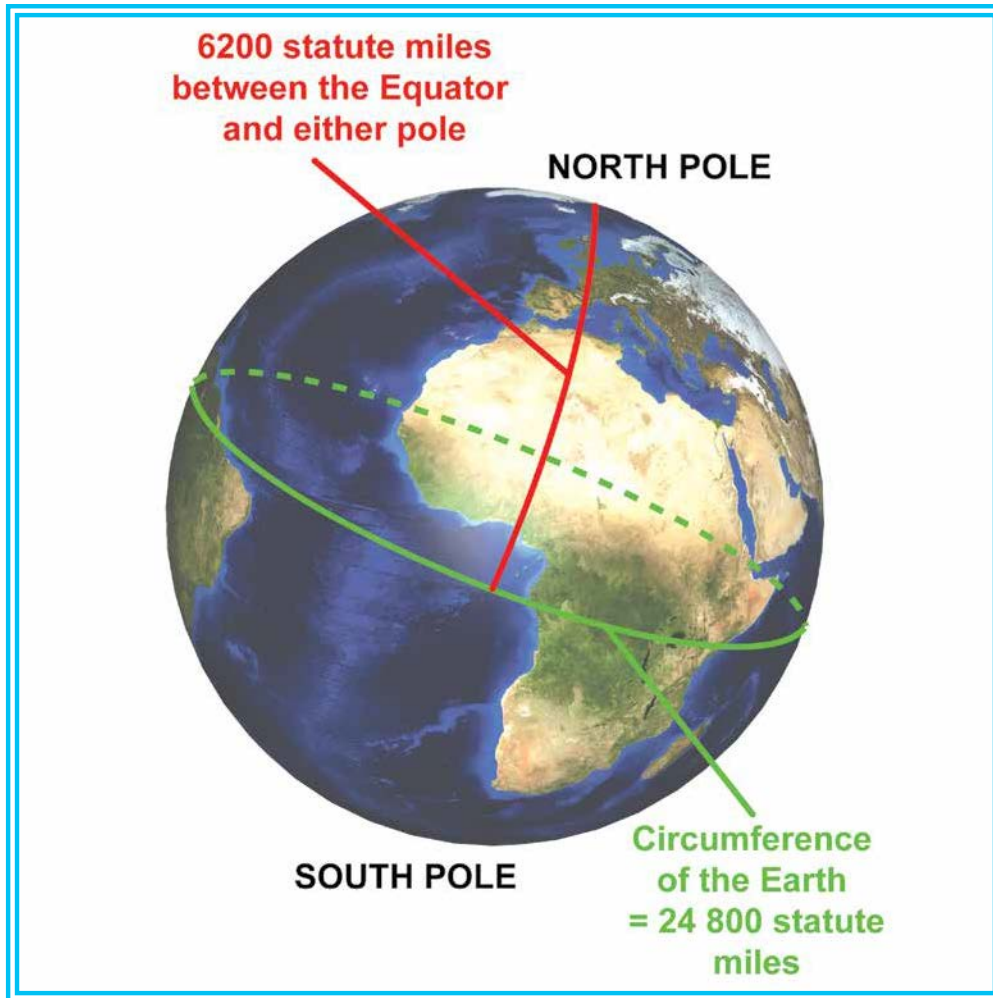 6200 statute miles
between the Equator
and either pole
NORTH POLE
SOUTH POLE
Circumference
of the Earth
= 24 800 statute
miles